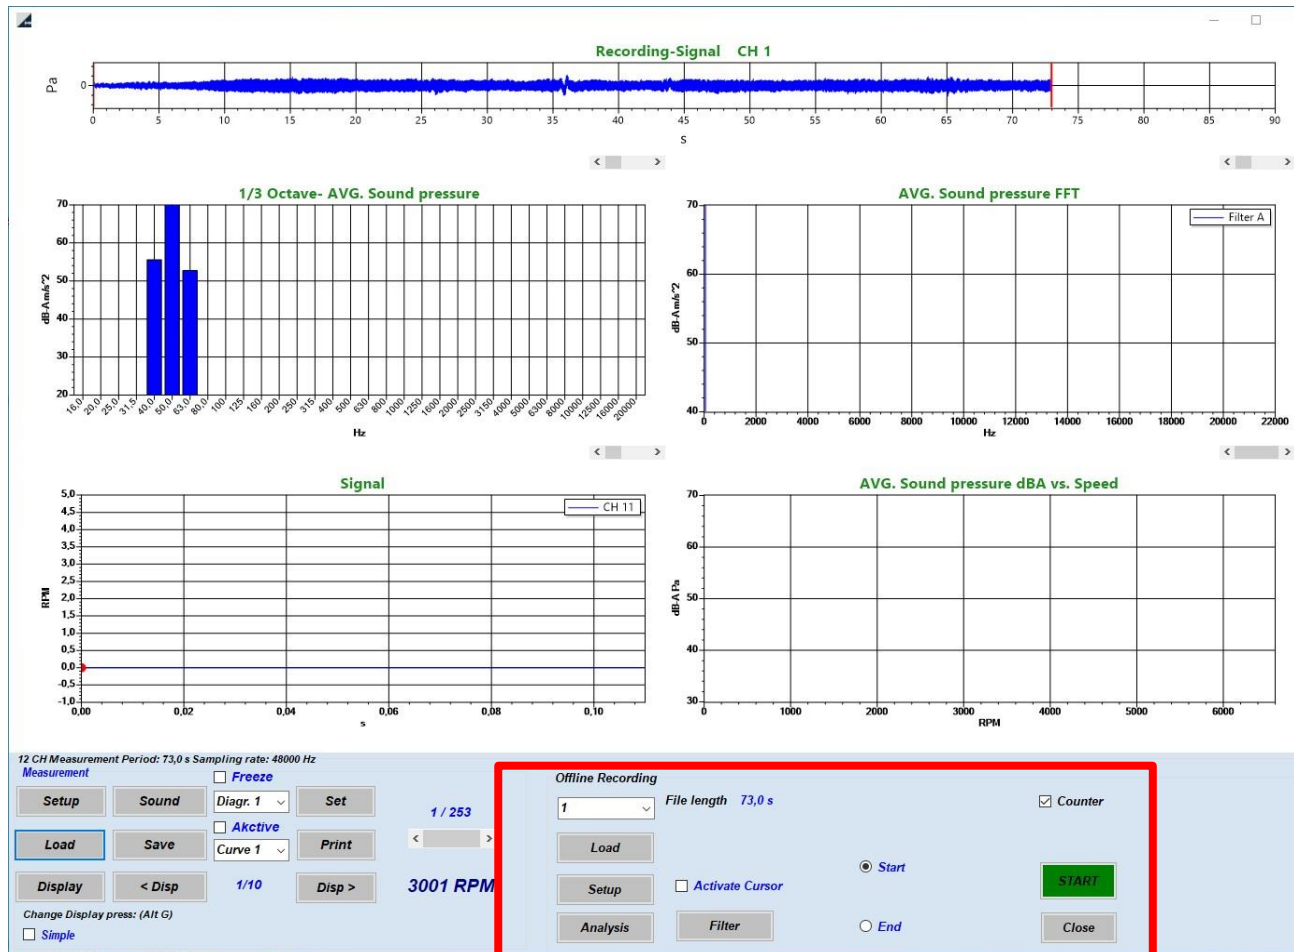 Recording-Signal CH 1
Pa
0
0 5 10 15 20 25 30 35 40 45 50 55 60 65 70 75 80 85 90
s
1/3 Octave- AVG. Sound pressure
70
60
50
40
30
20
dB-A m/s^2
16,0 20,0 25,0 31,5 40,0 50,0 63,0 80,0 100 125 160 200 250 315 400 500 630 800 1000 1250 1600 2000 2500 3150 4000 5000 6300 8000 10000 12500 16000 20000
Hz
AVG. Sound pressure FFT
Filter A
70
60
50
40
dB-A m/s^2
0 2000 4000 6000 8000 10000 12000 14000 16000 18000 20000 22000
Hz
Signal
CH 11
5,0
4,5
4,0
3,5
3,0
2,5
2,0
1,5
1,0
0,5
0,0
-0,5
-1,0
RPM
0,00 0,02 0,04 0,06 0,08 0,10
s
AVG. Sound pressure dBA vs. Speed
70
60
50
40
30
dB-A Pa
0 1000 2000 3000 4000 5000 6000
RPM
12 CH Measurement Period: 73,0 s Sampling rate: 48000 Hz
Measurement
Freeze
Setup Sound Diagr. 1 Set
1 / 253
Akctive
Load Save Curve 1 Print
Display < Disp 1/10 Disp > 3001 RPM
Change Display press: (Alt G)
Simple
Offline Recording
1 File length 73,0 s Counter
Load
Start
Setup Activate Cursor START
Analysis Filter End Close